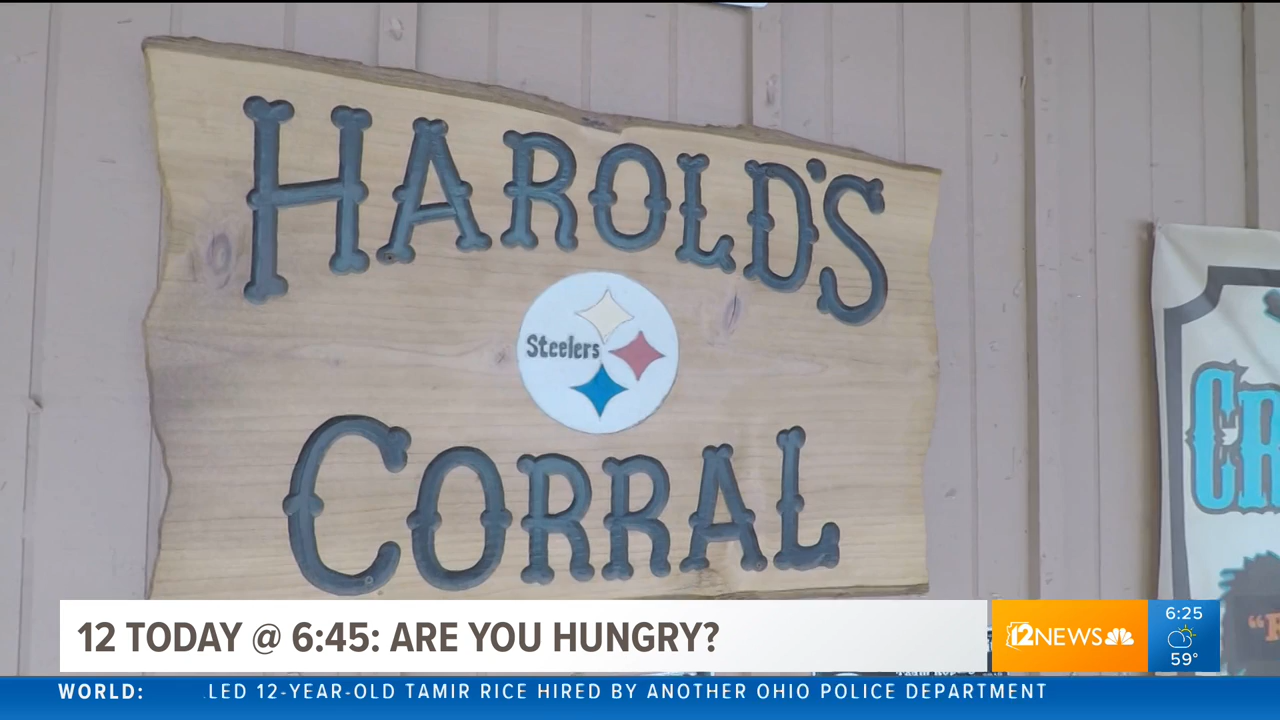 HAROLD'S
Steelers
CORRAL
12 TODAY @ 6:45: ARE YOU HUNGRY?
12NEWS
6:25
59°
WORLD:
LED 12-YEAR-OLD TAMIR RICE HIRED BY ANOTHER OHIO POLICE DEPARTMENT